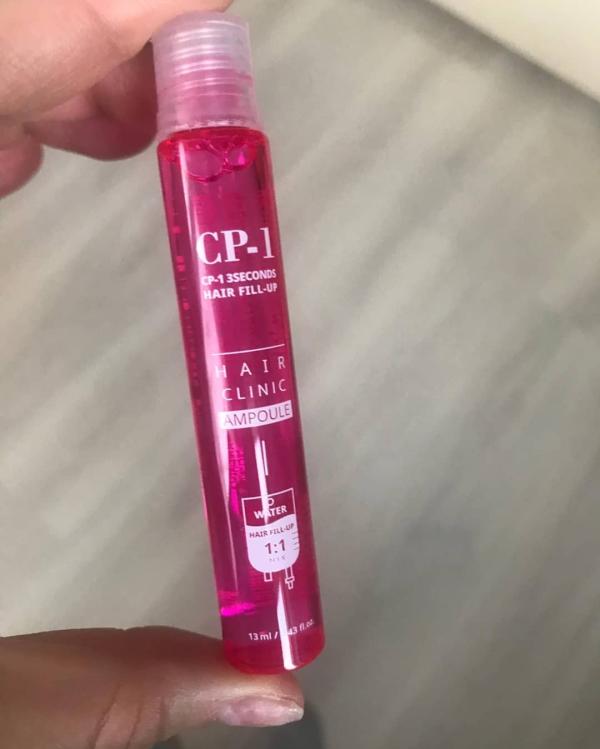 CP-1
CP-1 3SECONDS
HAIR FILL-UP
HAIR
CLINIC
AMPOULE
WATER
HAIR FILL-UP
1:1
13 ml / 43 fl.oz.